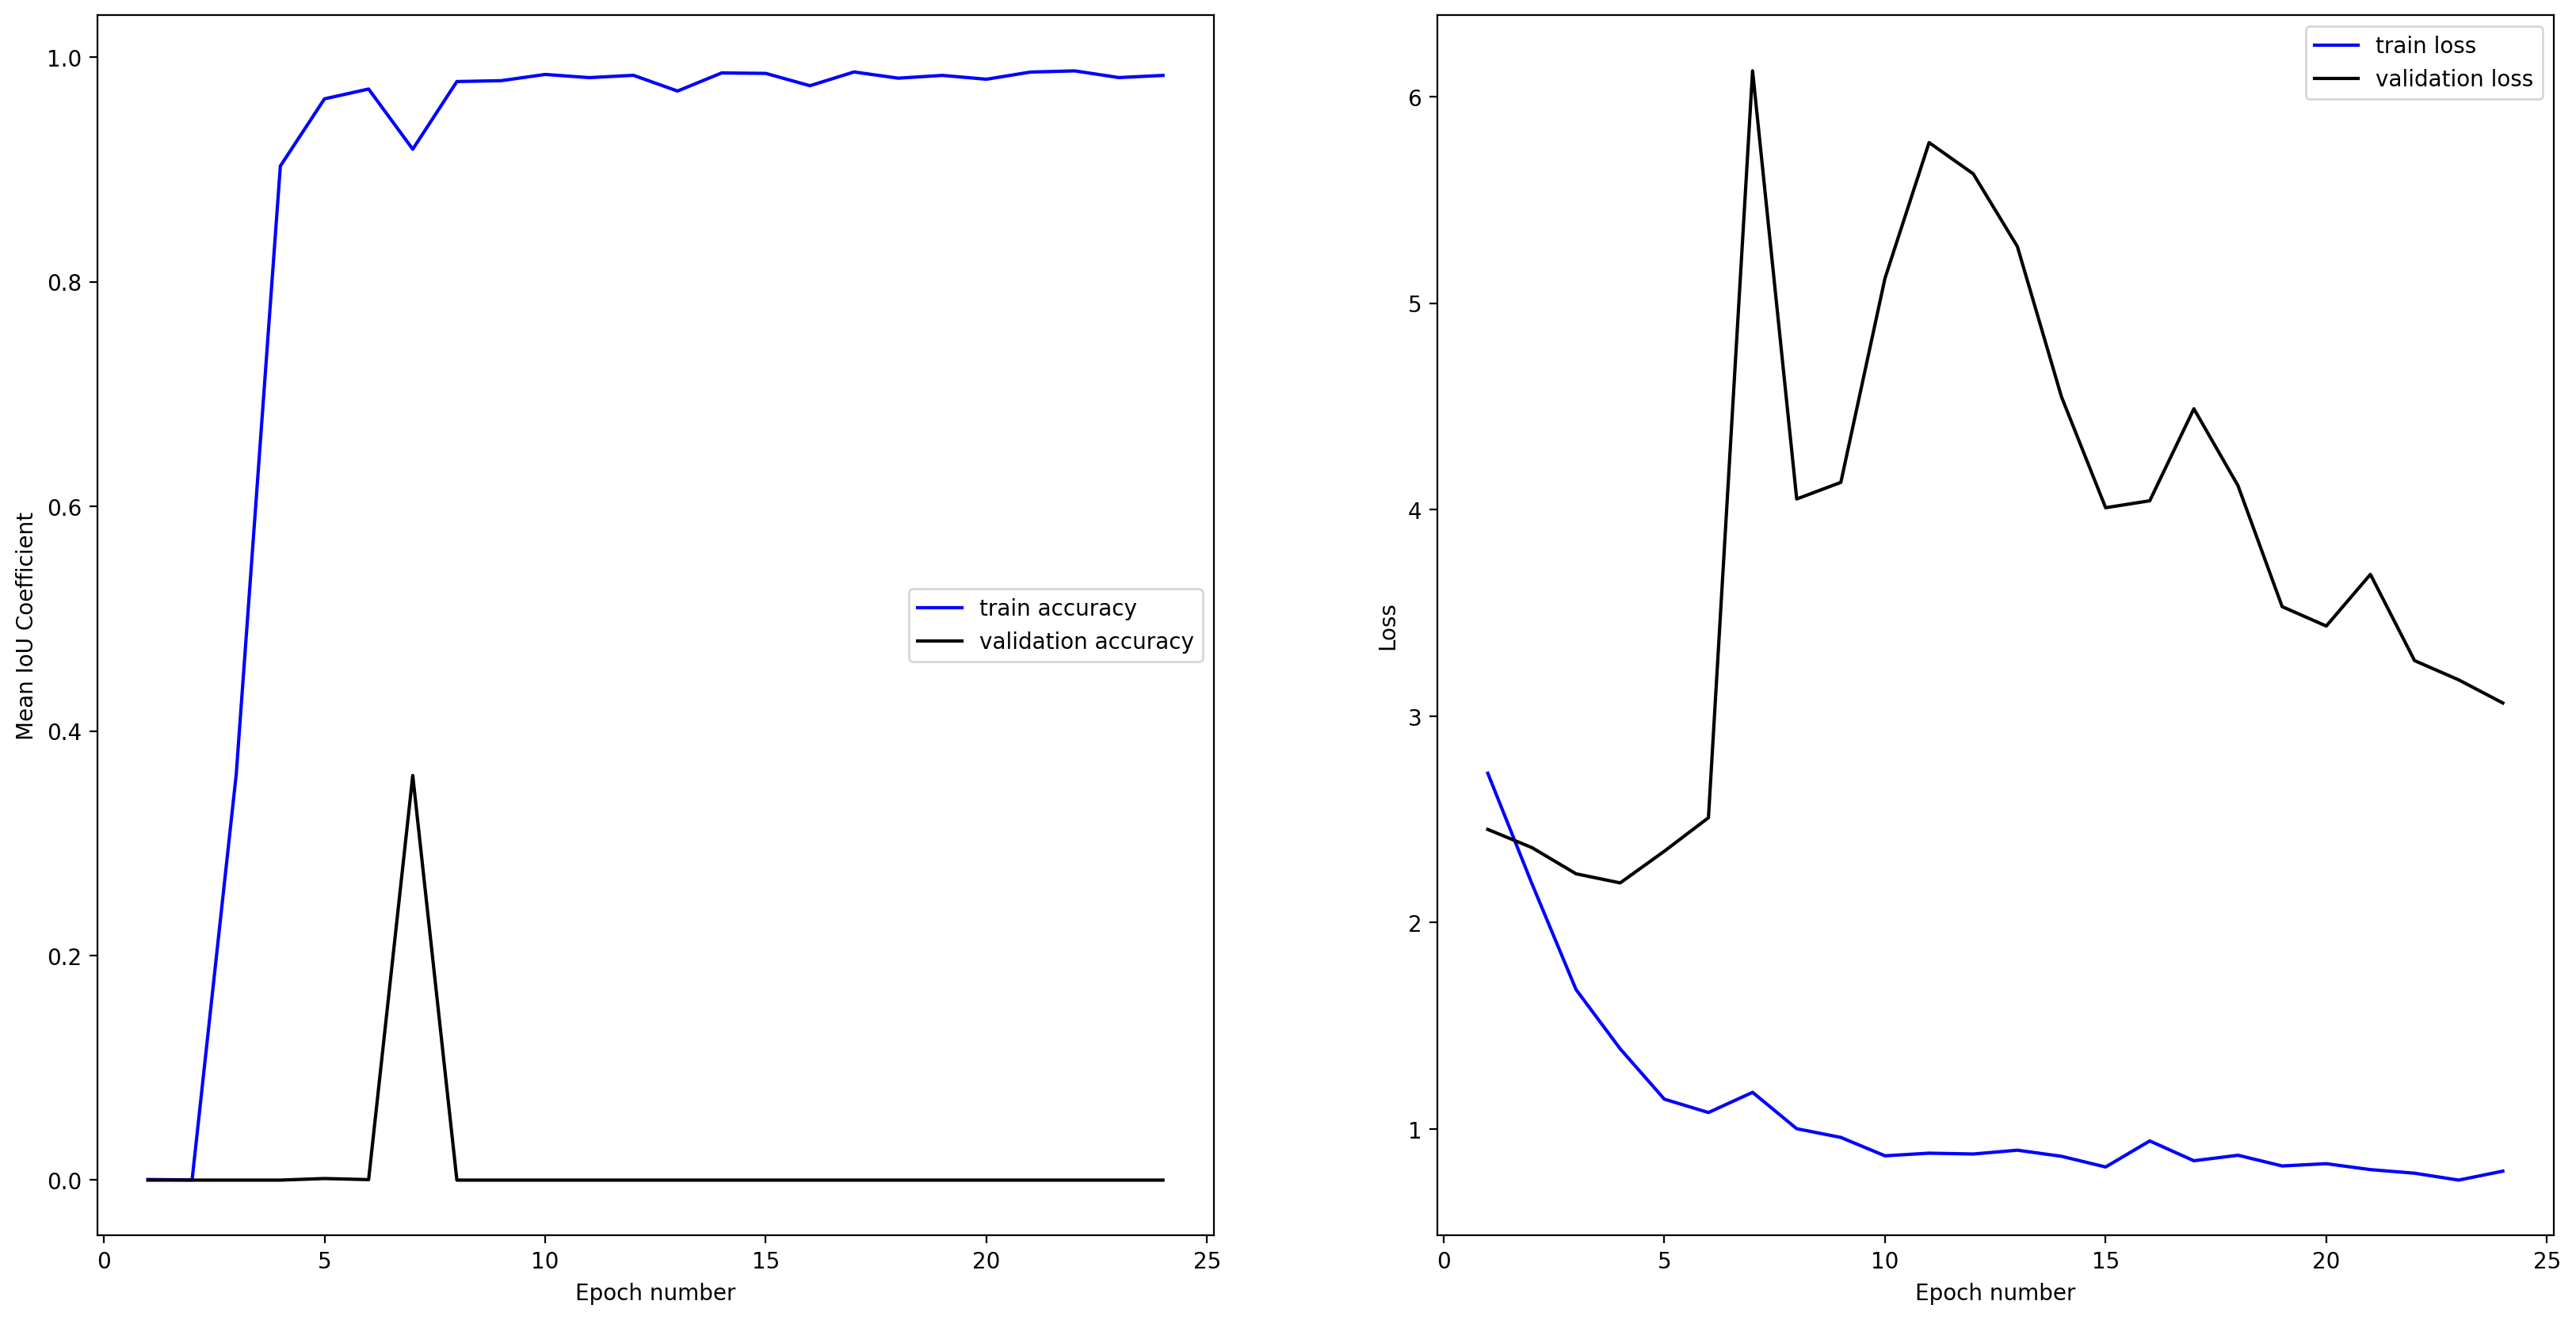 1.0
0.8
0.6
0.4
0.2
0.0
Mean IoU Coefficient
train accuracy
validation accuracy
0 5 10 15 20 25
Epoch number
train loss
validation loss
6
5
4
3
2
1
Loss
0 5 10 15 20 25
Epoch number